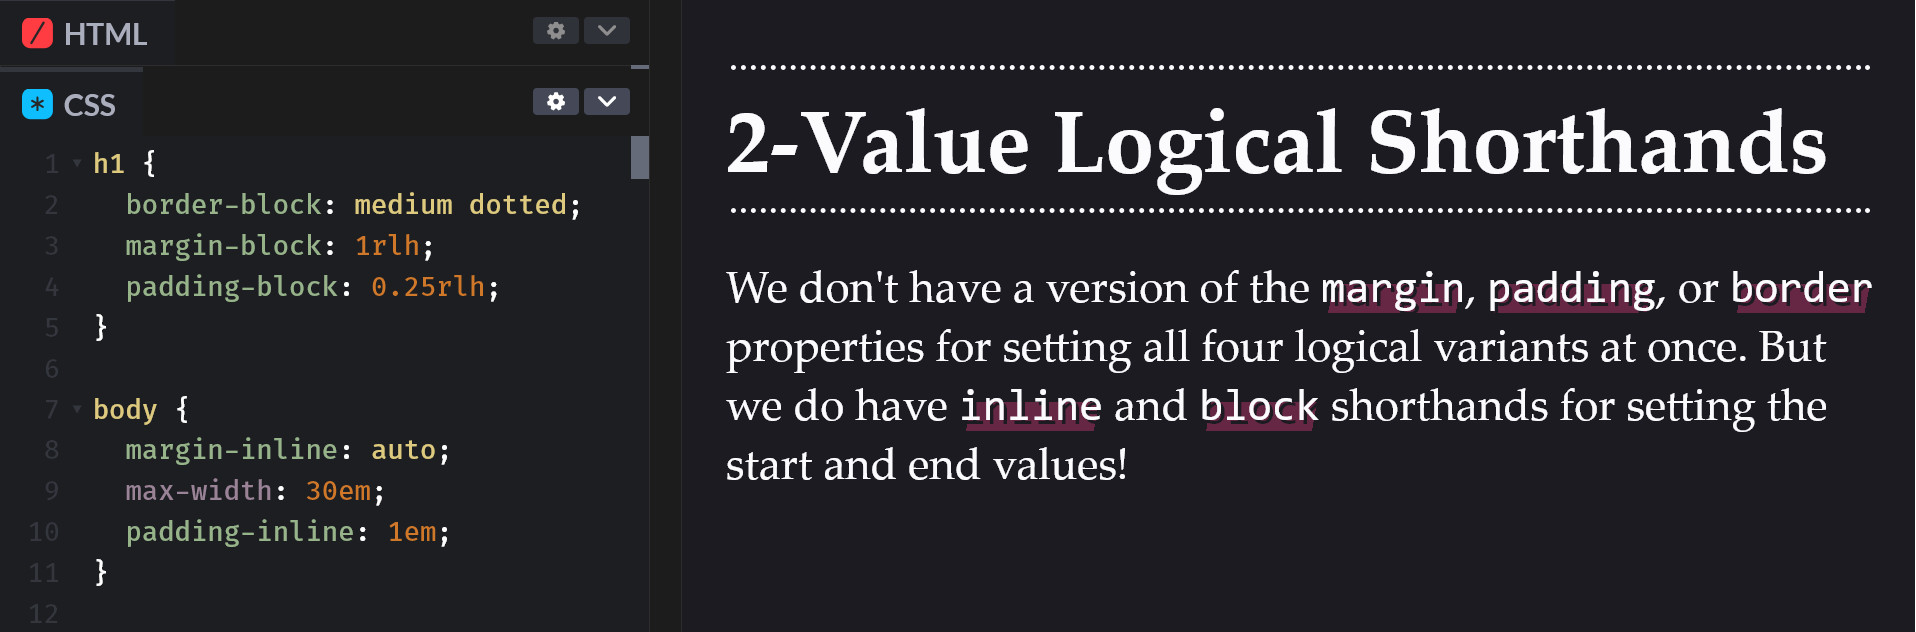 HTML
CSS
1 h1 {
2 border-block: medium dotted;
3 margin-block: 1rlh;
4 padding-block: 0.25rlh;
5 }
6
7 body {
8 margin-inline: auto;
9 max-width: 30em;
10 padding-inline: 1em;
11 }
12
2-Value Logical Shorthands
We don't have a version of the margin, padding, or border
properties for setting all four logical variants at once. But
we do have inline and block shorthands for setting the
start and end values!